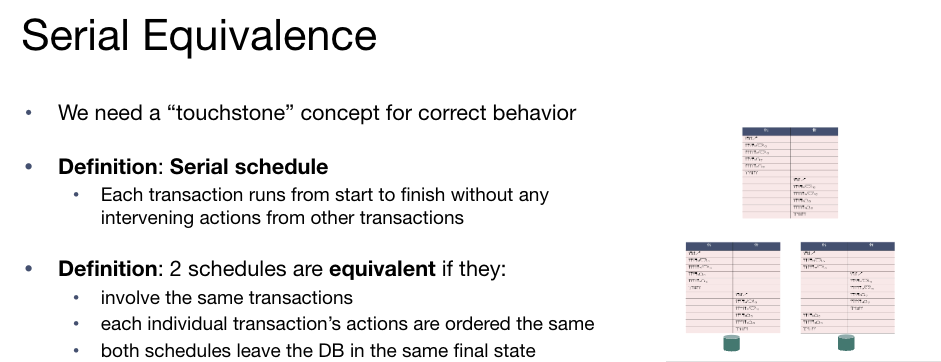 Serial Equivalence
• We need a “touchstone” concept for correct behavior
• Definition: Serial schedule
• Each transaction runs from start to finish without any
intervening actions from other transactions
• Definition: 2 schedules are equivalent if they:
• involve the same transactions
• each individual transaction’s actions are ordered the same
• both schedules leave the DB in the same final state